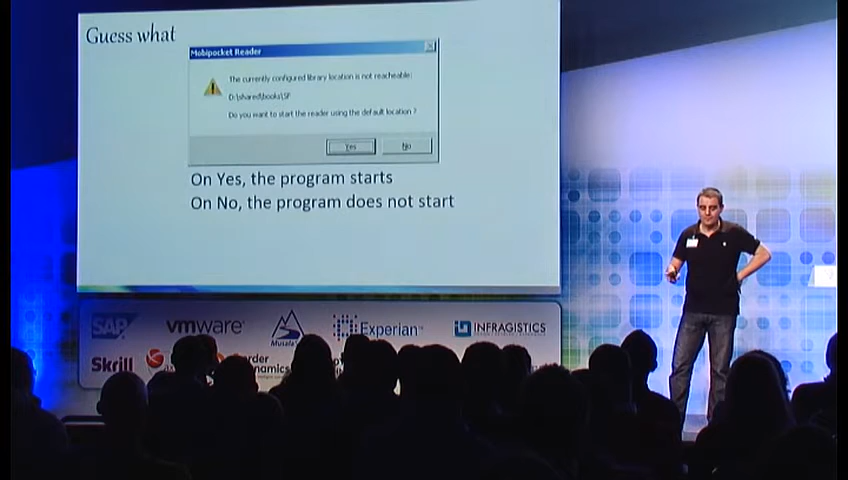 Guess what
Mobipocket Reader
The currently configured library location is not reacheable:
D:\shared\books\SF
Do you want to start the reader using the default location ?
Yes
No
On Yes, the program starts
On No, the program does not start
SAP
vmware
Musala
Experian
INFRAGISTICS
Skrill